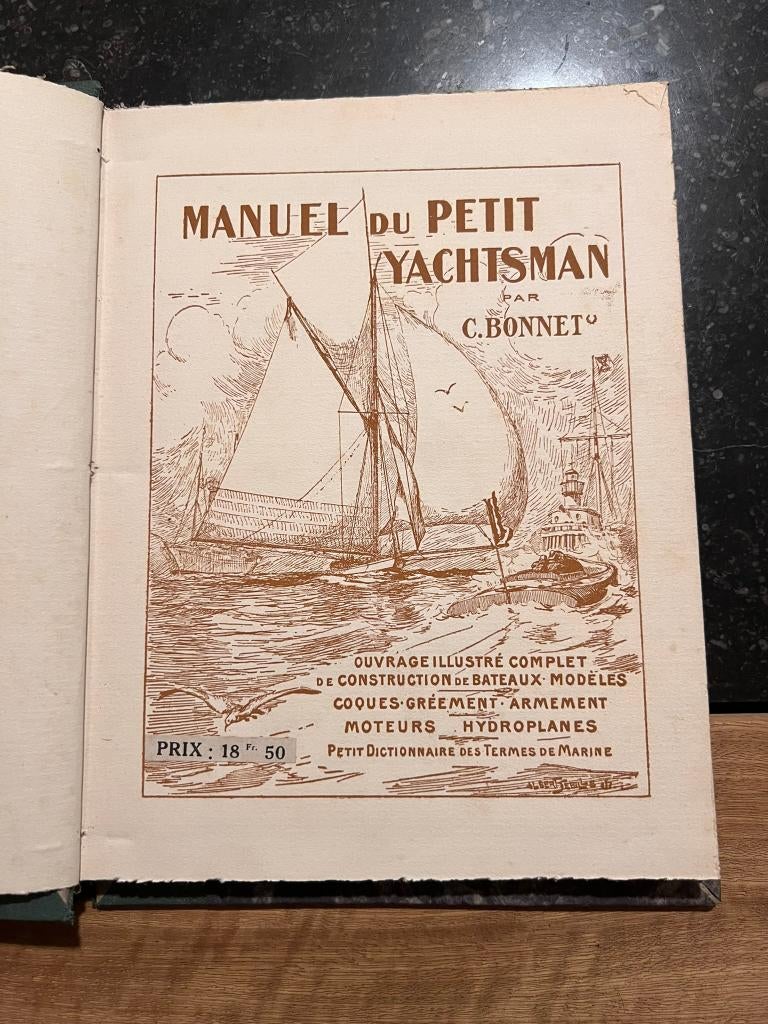 MANUEL DU PETIT
YACHTSMAN
PAR
C. BONNET
OUVRAGE ILLUSTRÉ COMPLET
DE CONSTRUCTION DE BATEAUX · MODÈLES
COQUES · GRÉEMENT · ARMEMENT
MOTEURS HYDROPLANES
PETIT DICTIONNAIRE DES TERMES DE MARINE
PRIX : 18 Fr. 50